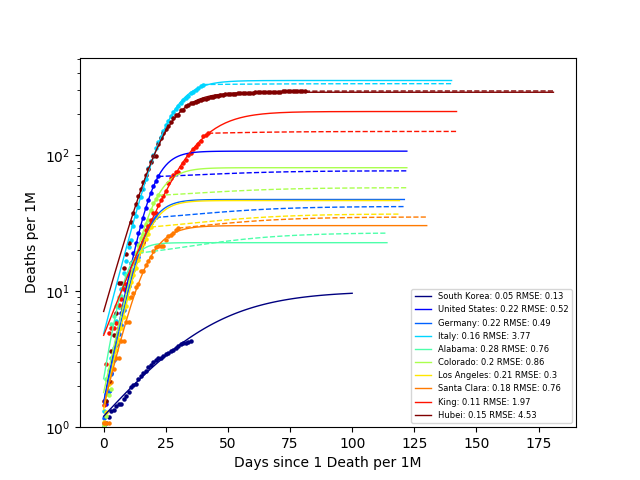 10²
10¹
10⁰
Deaths per 1M
0 25 50 75 100 125 150 175
Days since 1 Death per 1M
South Korea: 0.05 RMSE: 0.13
United States: 0.22 RMSE: 0.52
Germany: 0.22 RMSE: 0.49
Italy: 0.16 RMSE: 3.77
Alabama: 0.28 RMSE: 0.76
Colorado: 0.2 RMSE: 0.86
Los Angeles: 0.21 RMSE: 0.3
Santa Clara: 0.18 RMSE: 0.76
King: 0.11 RMSE: 1.97
Hubei: 0.15 RMSE: 4.53